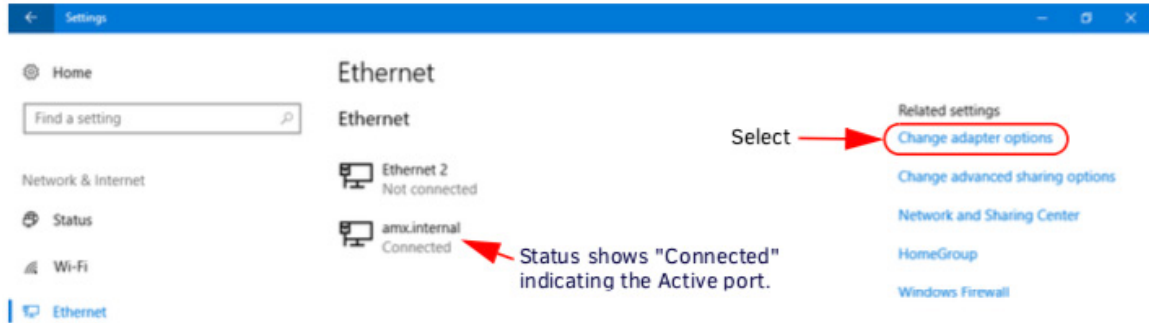 Settings
Home
Find a setting
Network & Internet
Status
Wi-Fi
Ethernet
Ethernet
Ethernet
Ethernet 2
Not connected
amx.internal
Connected
Status shows "Connected"
indicating the Active port.
Select
Related settings
Change adapter options
Change advanced sharing options
Network and Sharing Center
HomeGroup
Windows Firewall